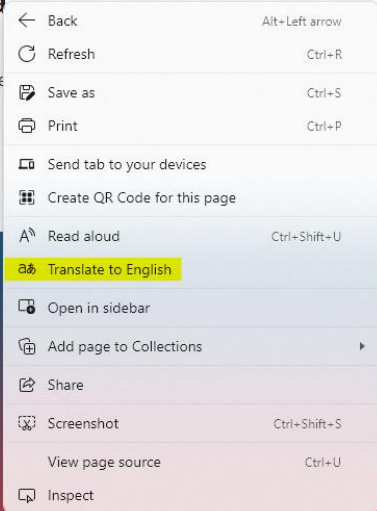 Back Alt+Left arrow
Refresh Ctrl+R
Save as Ctrl+S
Print Ctrl+P
Send tab to your devices
Create QR Code for this page
Read aloud Ctrl+Shift+U
Translate to English
Open in sidebar
Add page to Collections
Share
Screenshot Ctrl+Shift+S
View page source Ctrl+U
Inspect